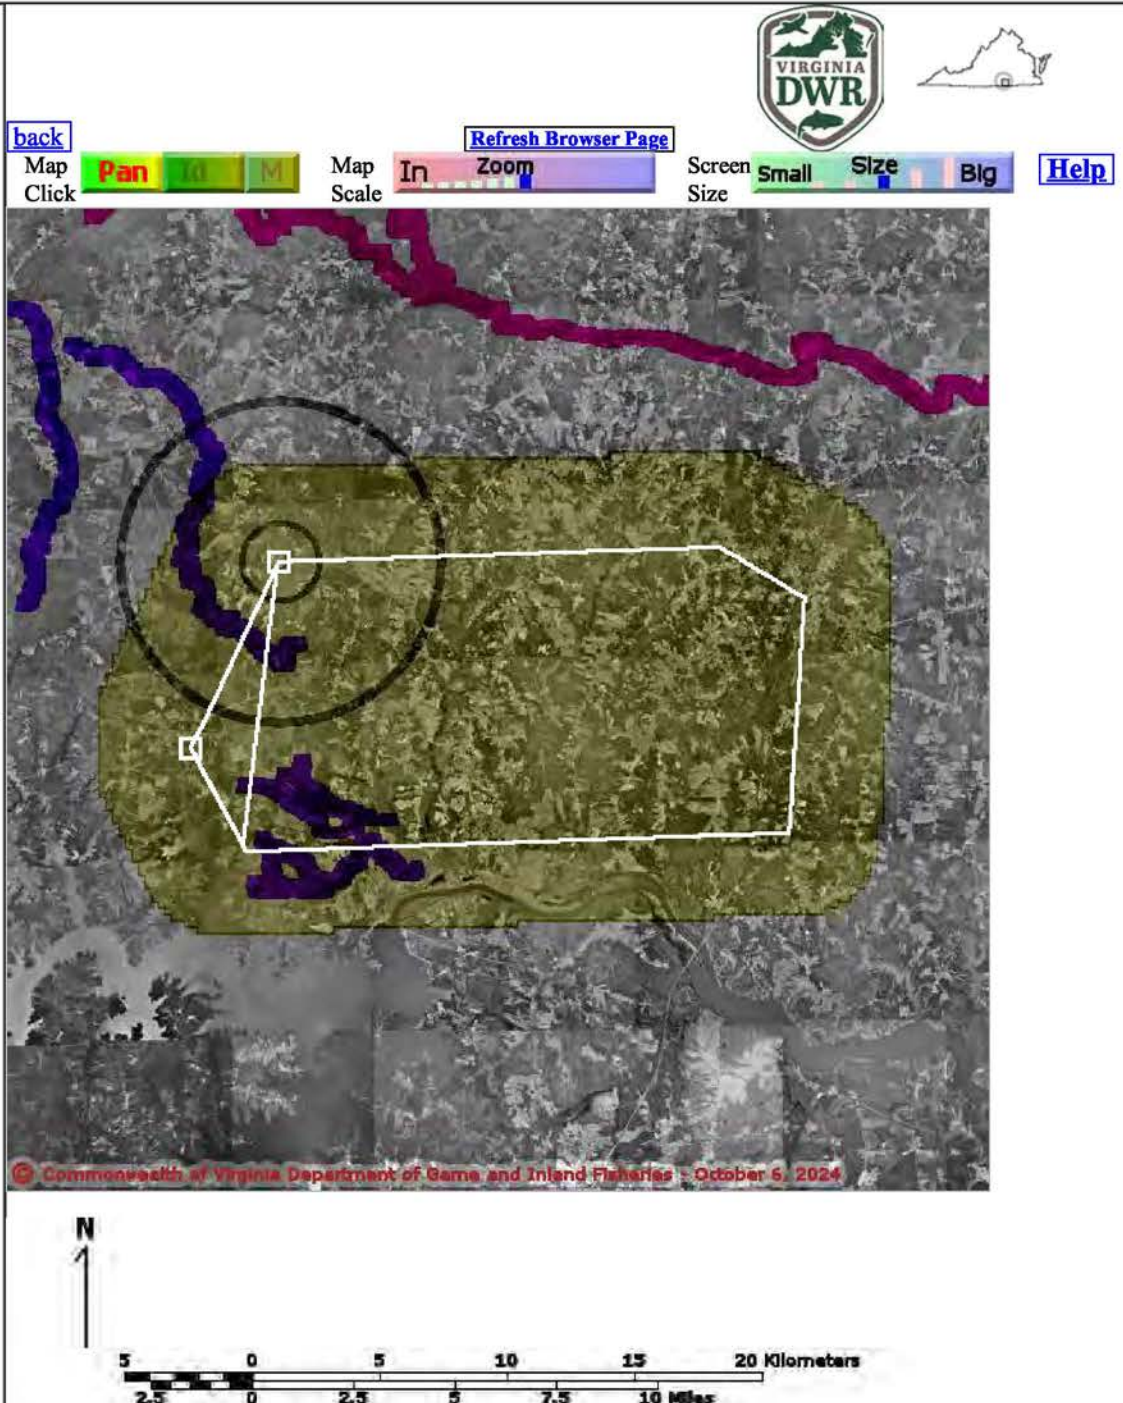 VIRGINIA
DWR
back
Refresh Browser Page
Map Click
Pan Id M
Map Scale
In Zoom
Screen Size
Small Size Big
Help
© Commonwealth of Virginia Department of Game and Inland Fisheries - October 6, 2024
N
5 0 5 10 15 20 Kilometers
2.5 0 2.5 5 7.5 10 Miles